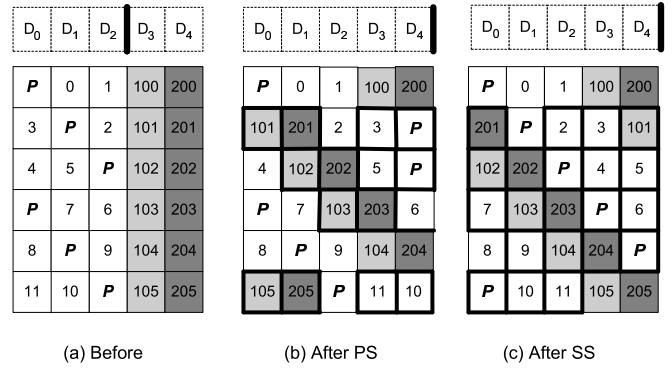 D0 D1 D2 D3 D4
P 0 1 100 200
3 P 2 101 201
4 5 P 102 202
P 7 6 103 203
8 P 9 104 204
11 10 P 105 205
(a) Before
D0 D1 D2 D3 D4
P 0 1 100 200
101 201 2 3 P
4 102 202 5 P
P 7 103 203 6
8 P 9 104 204
105 205 P 11 10
(b) After PS
D0 D1 D2 D3 D4
P 0 1 100 200
201 P 2 3 101
102 202 P 4 5
7 103 203 P 6
8 9 104 204 P
P 10 11 105 205
(c) After SS